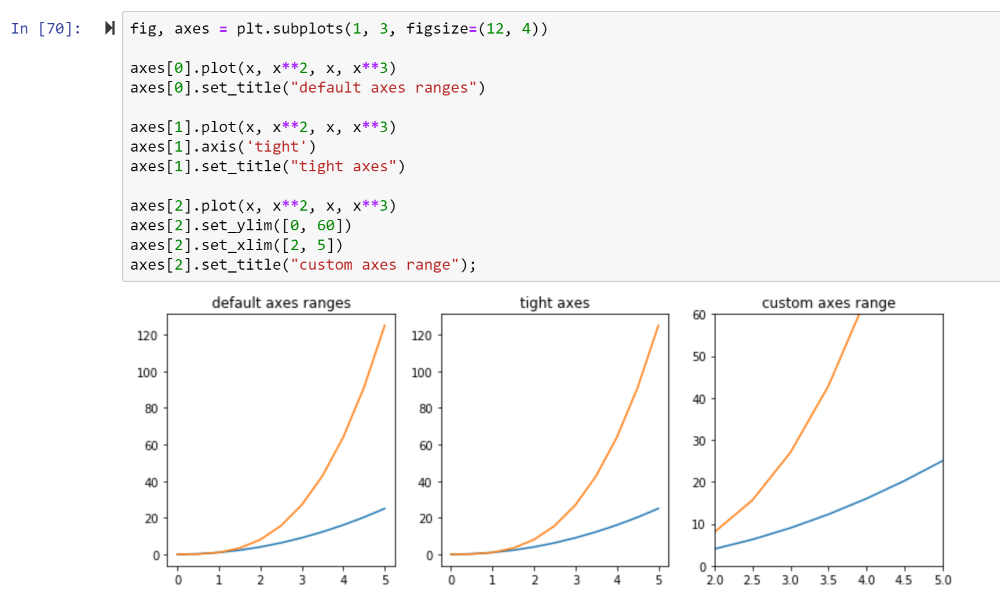 In [70]:
fig, axes = plt.subplots(1, 3, figsize=(12, 4))
axes[0].plot(x, x**2, x, x**3)
axes[0].set_title("default axes ranges")
axes[1].plot(x, x**2, x, x**3)
axes[1].axis('tight')
axes[1].set_title("tight axes")
axes[2].plot(x, x**2, x, x**3)
axes[2].set_ylim([0, 60])
axes[2].set_xlim([2, 5])
axes[2].set_title("custom axes range");
default axes ranges
120
100
80
60
40
20
0
0 1 2 3 4 5
tight axes
120
100
80
60
40
20
0
0 1 2 3 4 5
custom axes range
60
50
40
30
20
10
0
2.0 2.5 3.0 3.5 4.0 4.5 5.0